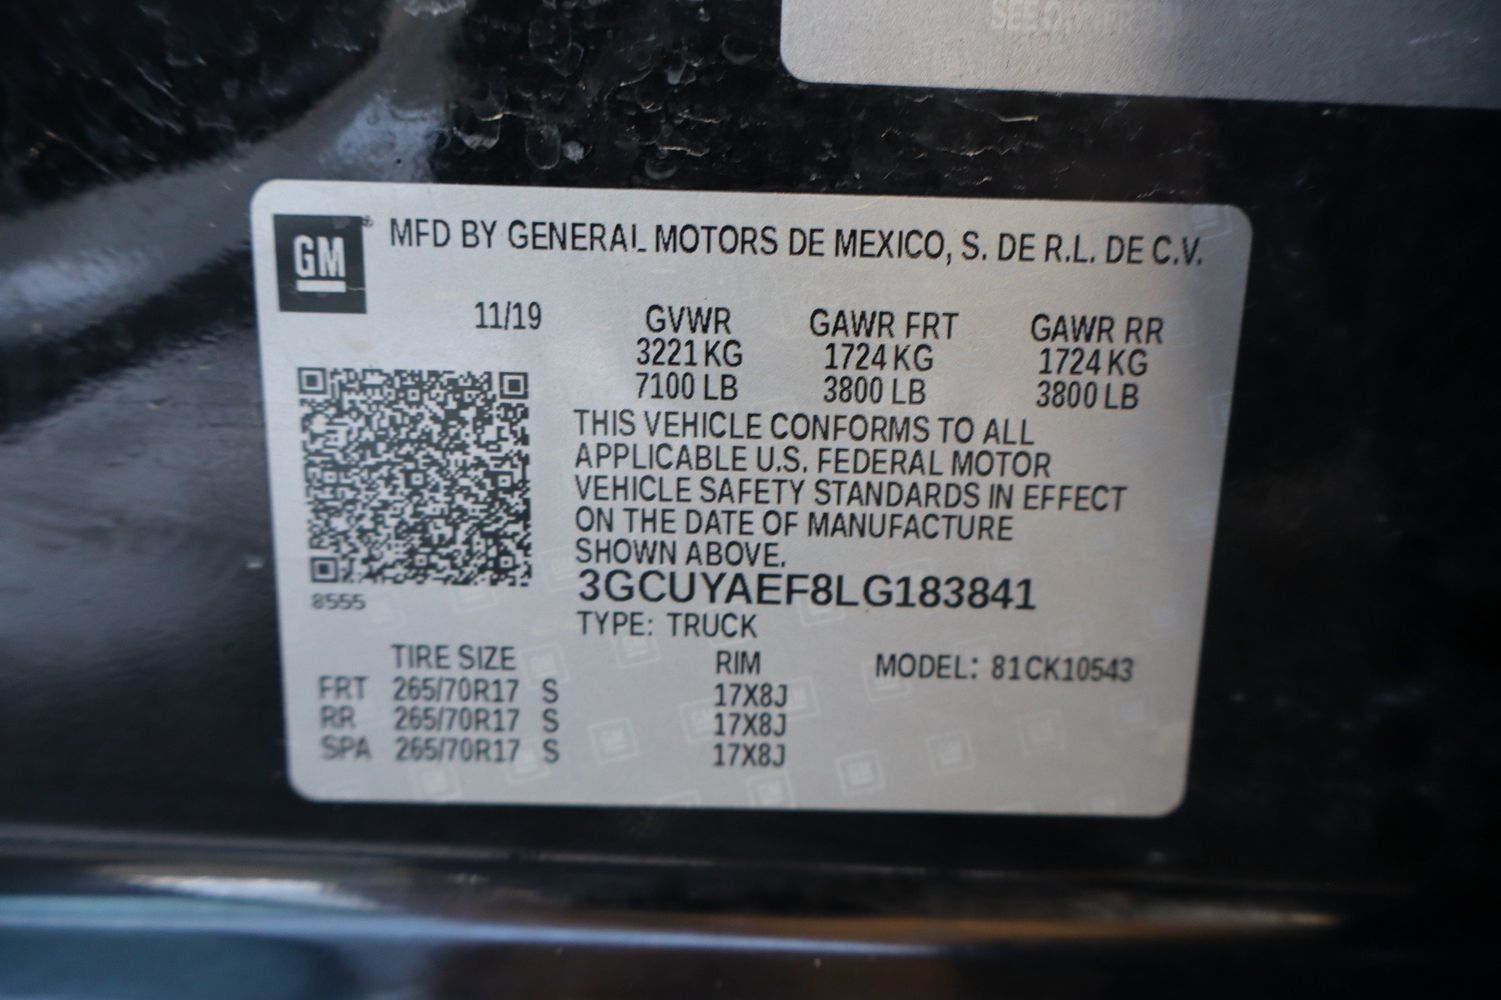 GM ® MFD BY GENERAL MOTORS DE MEXICO, S. DE R.L. DE C.V.
11/19 GVWR GAWR FRT GAWR RR
3221 KG 1724 KG 1724 KG
7100 LB 3800 LB 3800 LB
THIS VEHICLE CONFORMS TO ALL
APPLICABLE U.S. FEDERAL MOTOR
VEHICLE SAFETY STANDARDS IN EFFECT
ON THE DATE OF MANUFACTURE
SHOWN ABOVE.
8555 3GCUYAEF8LG183841
TYPE: TRUCK
TIRE SIZE RIM MODEL: 81CK10543
FRT 265/70R17 S 17X8J
RR 265/70R17 S 17X8J
SPA 265/70R17 S 17X8J